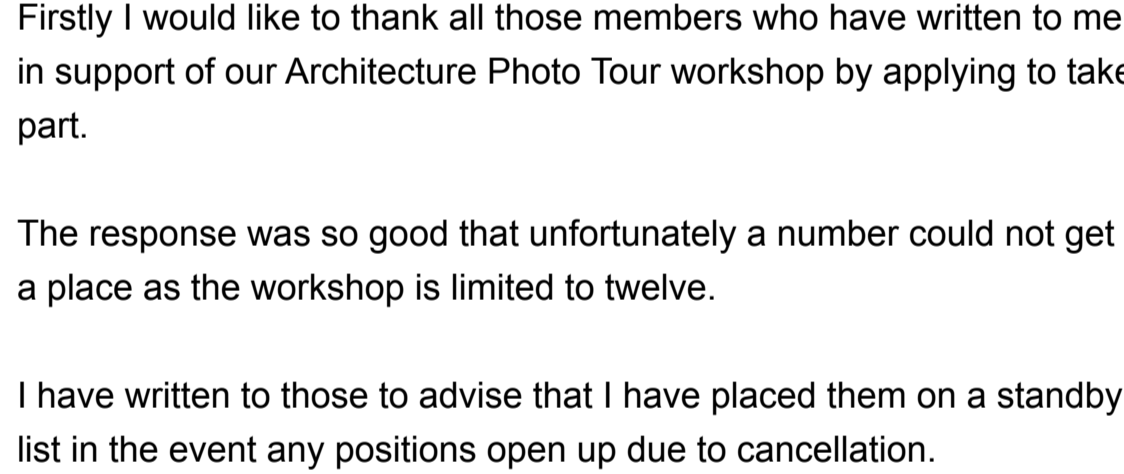 Firstly I would like to thank all those members who have written to me
in support of our Architecture Photo Tour workshop by applying to take
part.
The response was so good that unfortunately a number could not get
a place as the workshop is limited to twelve.
I have written to those to advise that I have placed them on a standby
list in the event any positions open up due to cancellation.